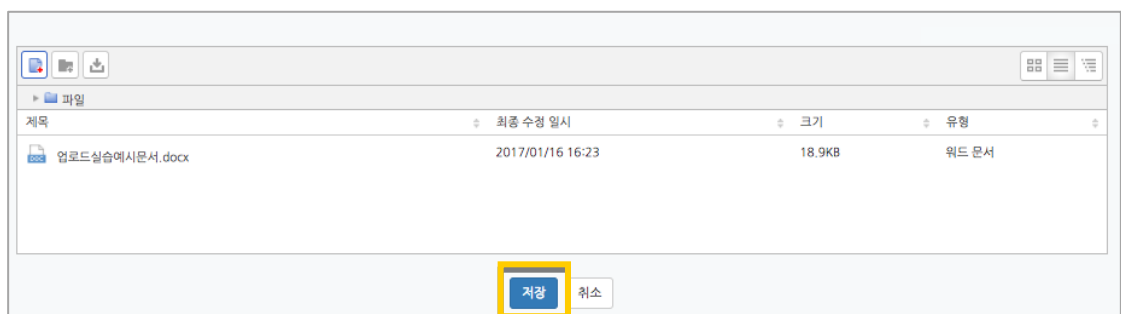 파일
제목 최종 수정 일시 크기 유형
DOC 업로드실습예시문서.docx 2017/01/16 16:23 18.9KB 워드 문서
저장 취소